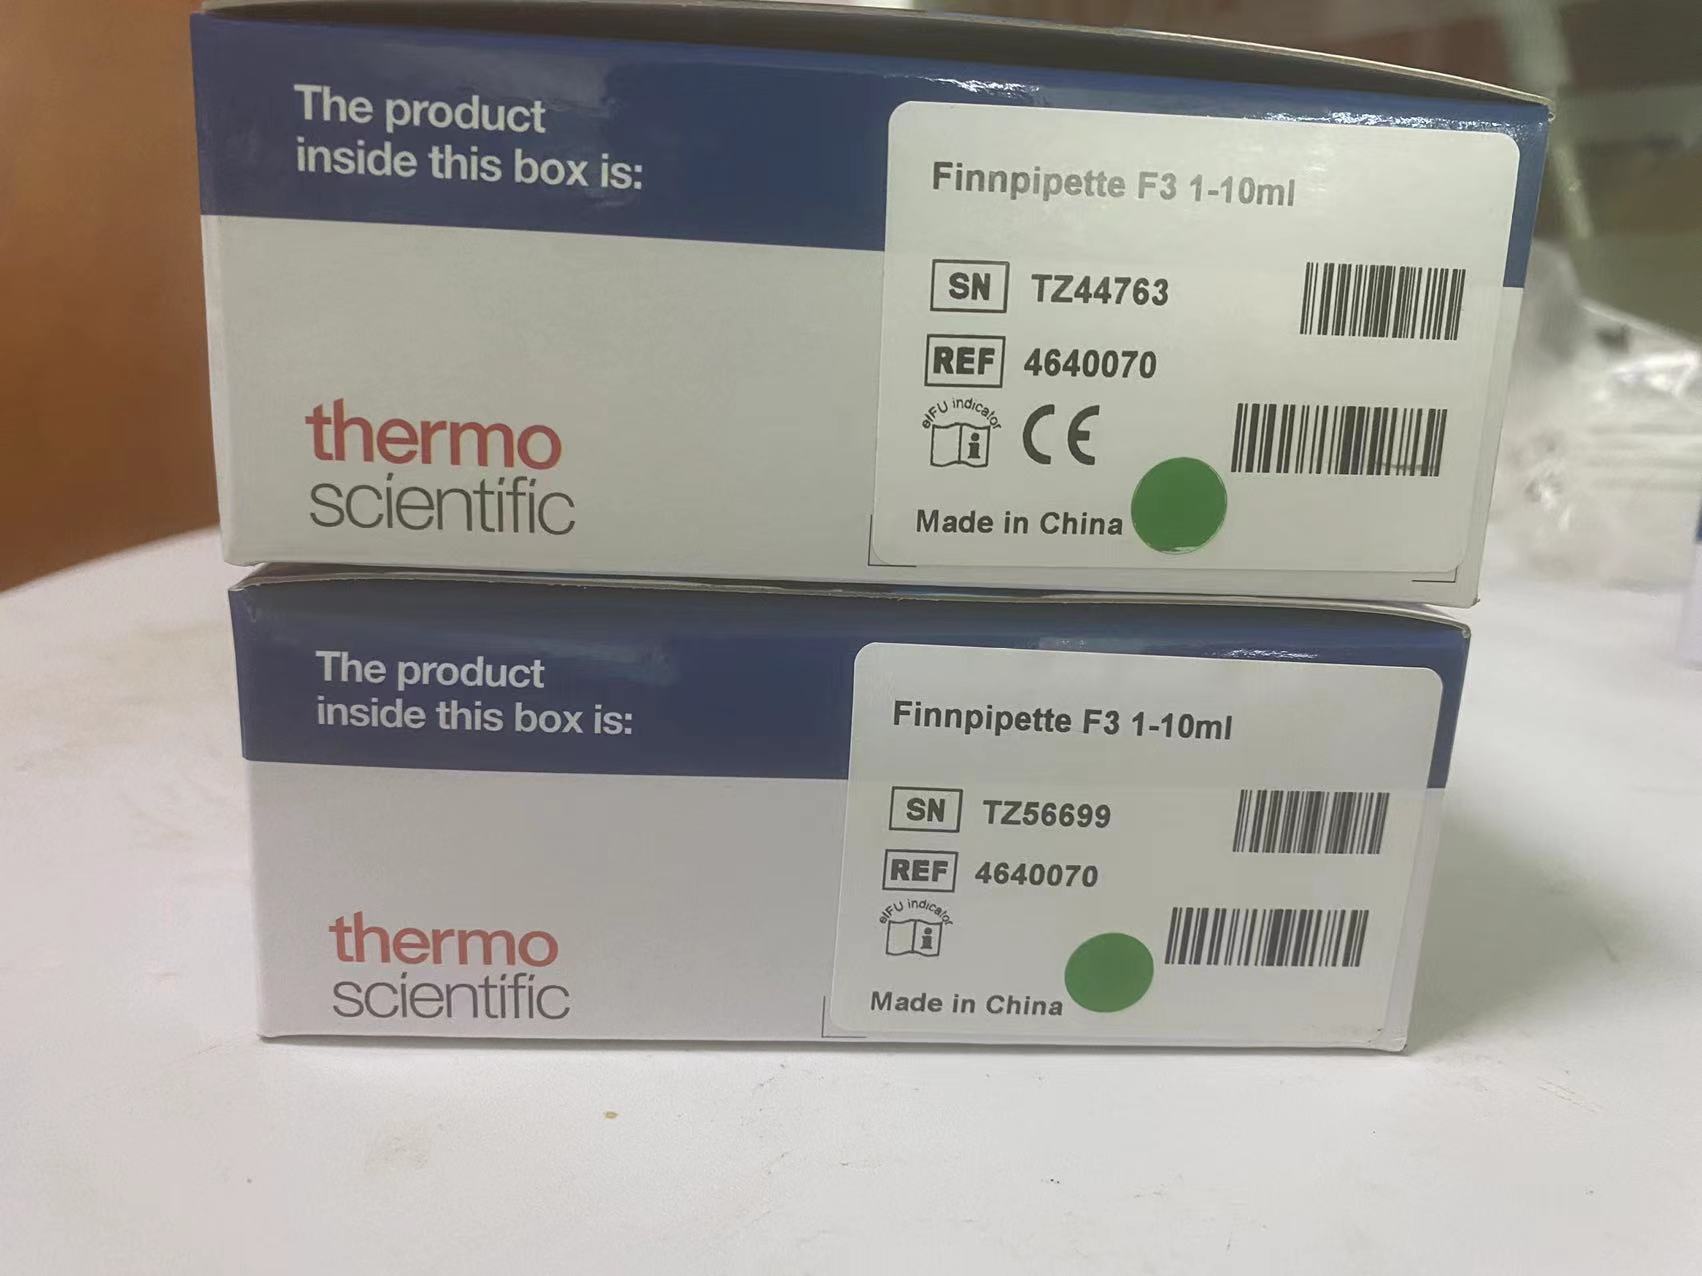 The product
inside this box is:
Finnpipette F3 1-10ml
SN TZ44763
REF 4640070
eIFU indicator
CE
Made in China
thermo
scientific
The product
inside this box is:
Finnpipette F3 1-10ml
SN TZ56699
REF 4640070
eIFU indicator
Made in China
thermo
scientific